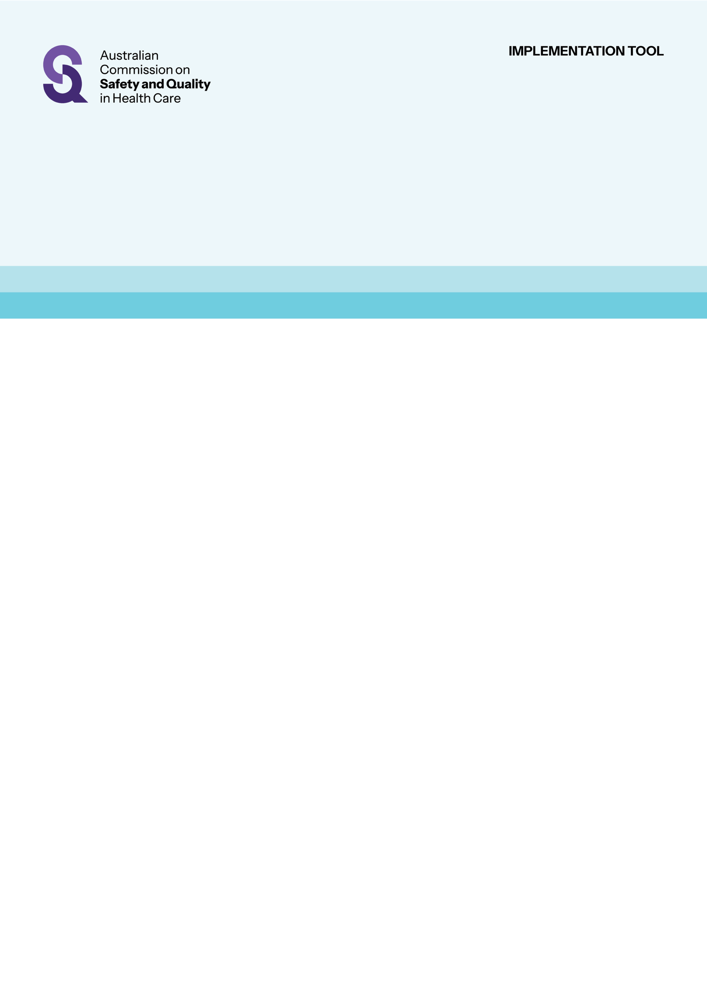 Australian
Commission on
Safety and Quality
in Health Care
IMPLEMENTATION TOOL